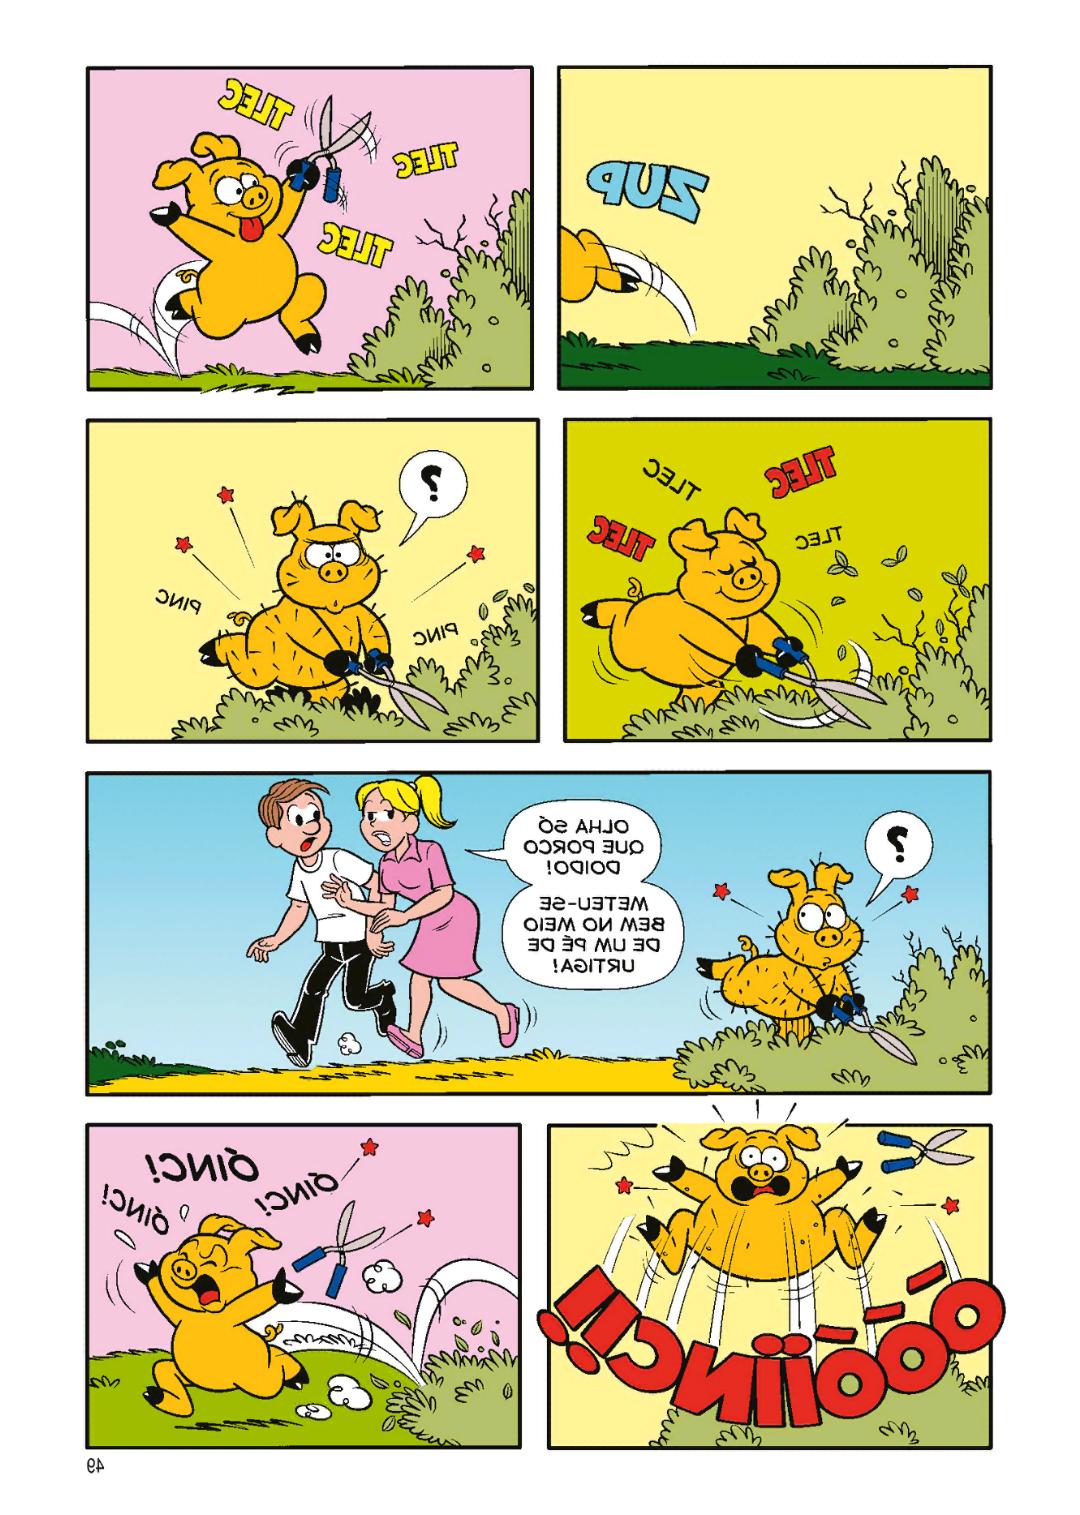 ZUP
TLEC
TLEC
TLEC
TLEC
TLEC
TLEC
TLEC
?
PINC
PINC
?
OLHA SÓ
QUE PORCO
DOIDO!
METEU-SE
BEM NO MEIO
DE UM PÉ DE
URTIGA!
ÓÓÓiiNC!!
ÓINC!
ÓINC!
ÓINC!
49